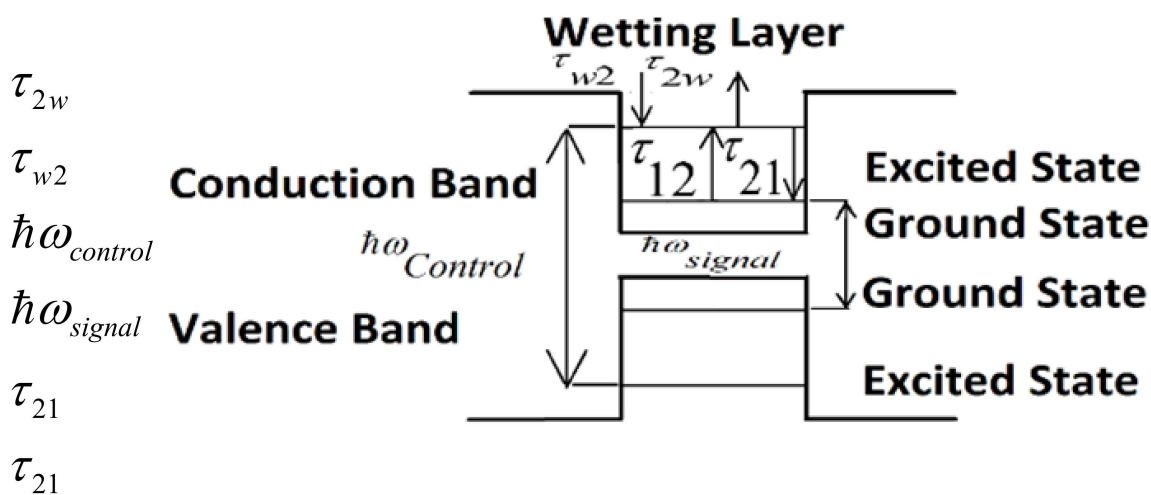 Wetting Layer
τw2 τ2w
τ2w
τw2
ħωcontrol
ħωsignal
τ21
τ21
Conduction Band
Valence Band
ħωControl
τ12 τ21
ħωsignal
Excited State
Ground State
Ground State
Excited State